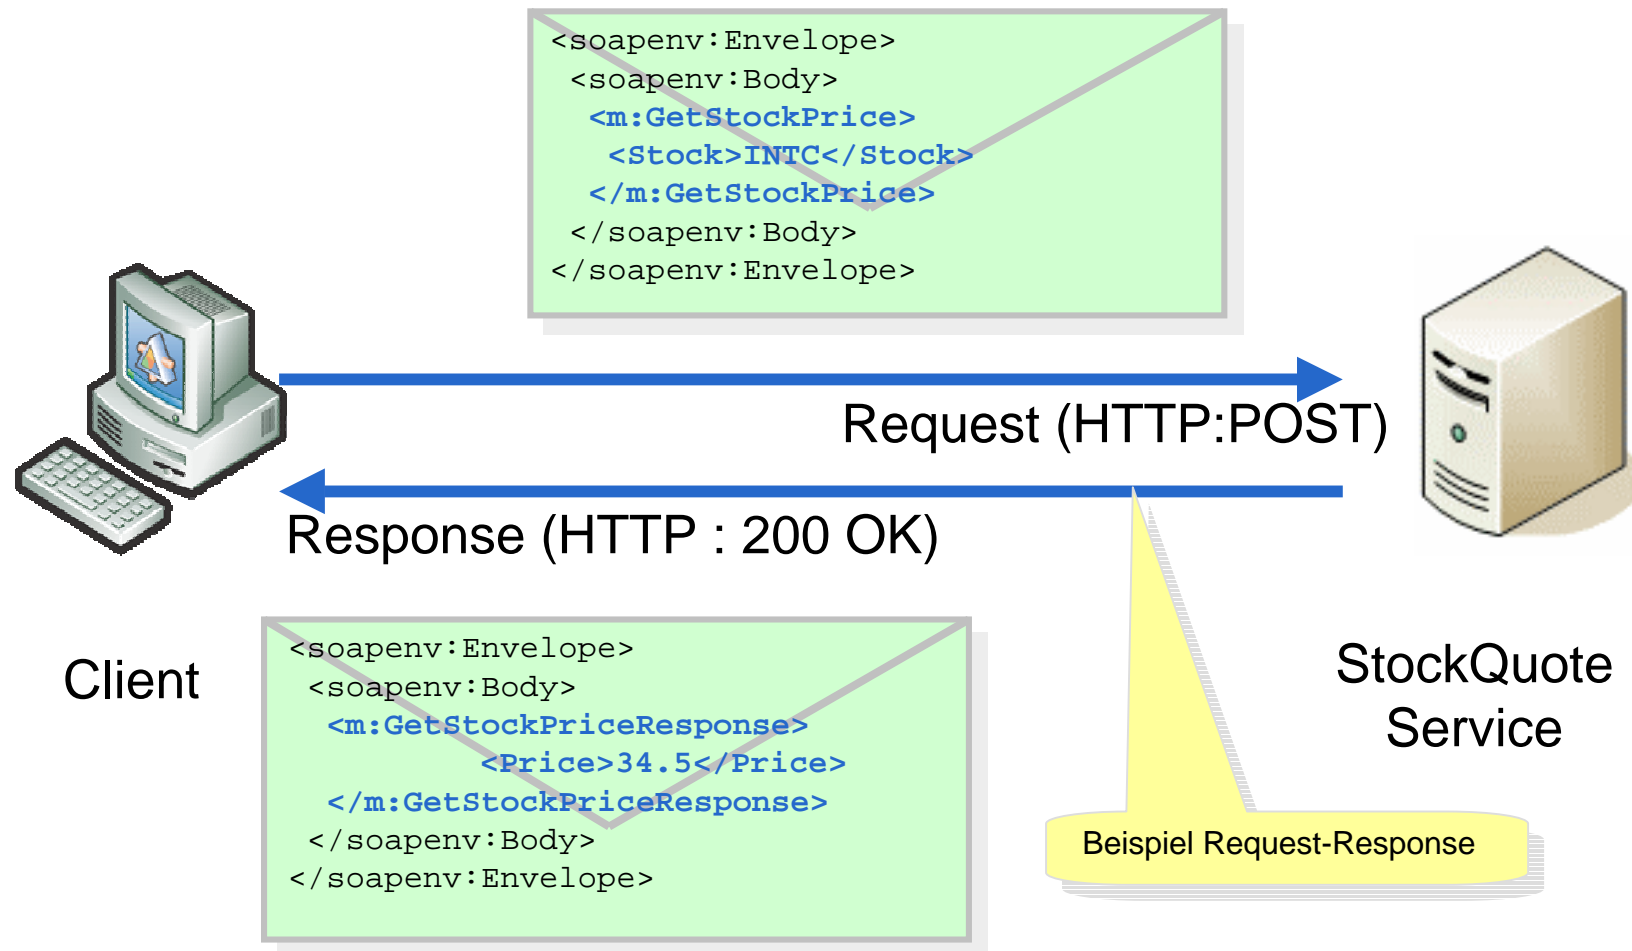 <soapenv:Envelope>
<soapenv:Body>
<m:GetStockPrice>
<Stock>INTC</Stock>
</m:GetStockPrice>
</soapenv:Body>
</soapenv:Envelope>
Request (HTTP:POST)
Response (HTTP : 200 OK)
Client
<soapenv:Envelope>
<soapenv:Body>
<m:GetStockPriceResponse>
<Price>34.5</Price>
</m:GetStockPriceResponse>
</soapenv:Body>
</soapenv:Envelope>
StockQuote
Service
Beispiel Request-Response